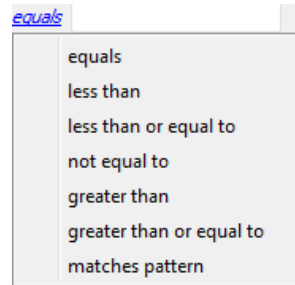 equals
equals
less than
less than or equal to
not equal to
greater than
greater than or equal to
matches pattern